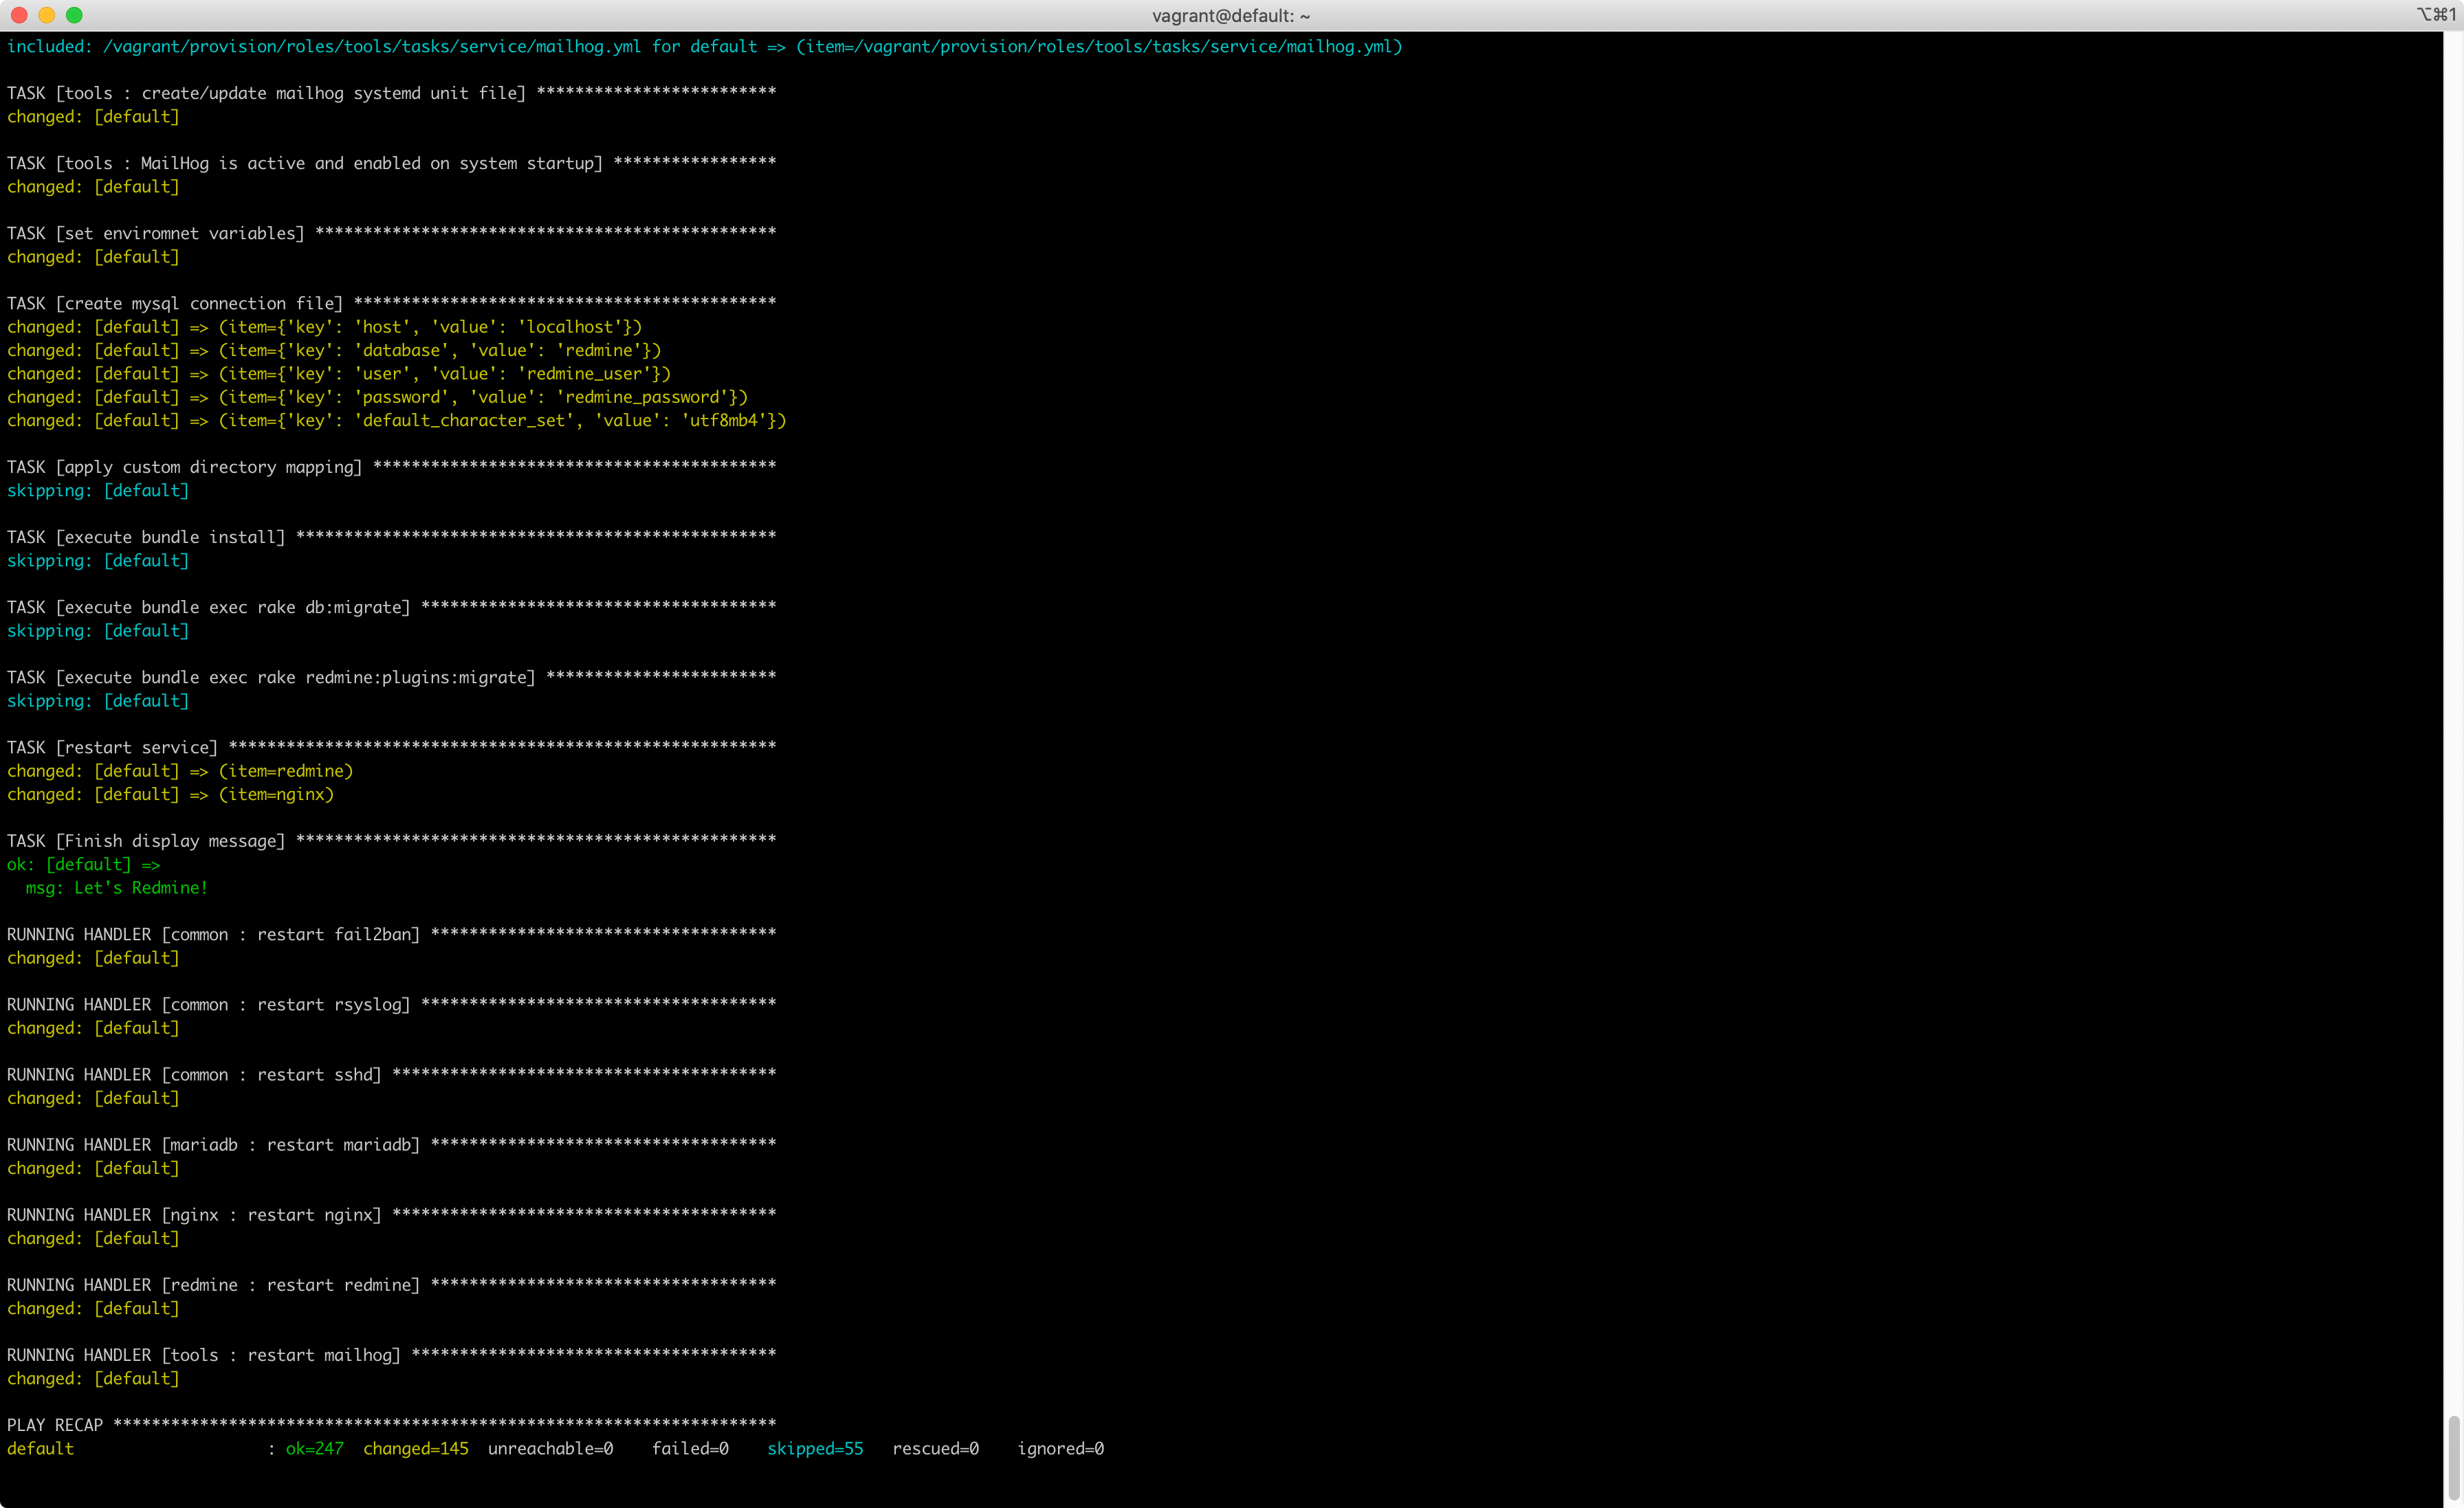 vagrant@default: ~
⌥⌘1
included: /vagrant/provision/roles/tools/tasks/service/mailhog.yml for default => (item=/vagrant/provision/roles/tools/tasks/service/mailhog.yml)
TASK [tools : create/update mailhog systemd unit file] *************************
changed: [default]
TASK [tools : MailHog is active and enabled on system startup] *****************
changed: [default]
TASK [set enviromnet variables] ************************************************
changed: [default]
TASK [create mysql connection file] ********************************************
changed: [default] => (item={'key': 'host', 'value': 'localhost'})
changed: [default] => (item={'key': 'database', 'value': 'redmine'})
changed: [default] => (item={'key': 'user', 'value': 'redmine_user'})
changed: [default] => (item={'key': 'password', 'value': 'redmine_password'})
changed: [default] => (item={'key': 'default_character_set', 'value': 'utf8mb4'})
TASK [apply custom directory mapping] ******************************************
skipping: [default]
TASK [execute bundle install] **************************************************
skipping: [default]
TASK [execute bundle exec rake db:migrate] *************************************
skipping: [default]
TASK [execute bundle exec rake redmine:plugins:migrate] ************************
skipping: [default]
TASK [restart service] *********************************************************
changed: [default] => (item=redmine)
changed: [default] => (item=nginx)
TASK [Finish display message] **************************************************
ok: [default] =>
  msg: Let's Redmine!
RUNNING HANDLER [common : restart fail2ban] ************************************
changed: [default]
RUNNING HANDLER [common : restart rsyslog] *************************************
changed: [default]
RUNNING HANDLER [common : restart sshd] ****************************************
changed: [default]
RUNNING HANDLER [mariadb : restart mariadb] ************************************
changed: [default]
RUNNING HANDLER [nginx : restart nginx] ****************************************
changed: [default]
RUNNING HANDLER [redmine : restart redmine] ************************************
changed: [default]
RUNNING HANDLER [tools : restart mailhog] **************************************
changed: [default]
PLAY RECAP *********************************************************************
default                    : ok=247  changed=145  unreachable=0    failed=0    skipped=55   rescued=0    ignored=0